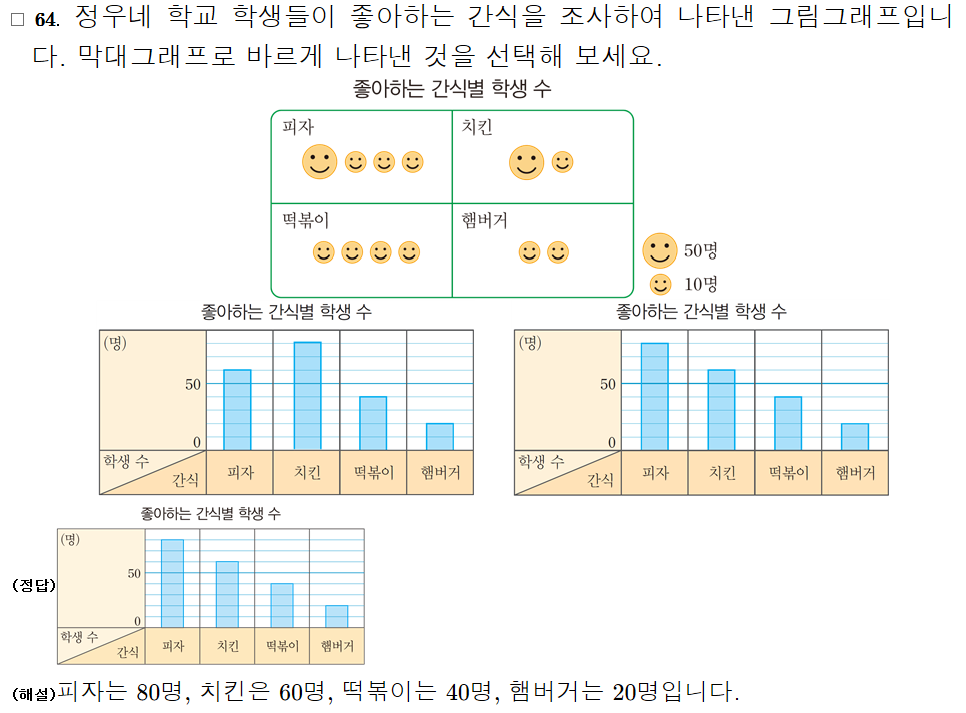 □ 64. 정우네 학교 학생들이 좋아하는 간식을 조사하여 나타낸 그림그래프입니
다. 막대그래프로 바르게 나타낸 것을 선택해 보세요.
좋아하는 간식별 학생 수
피자 치킨
떡볶이 햄버거
50명
10명
좋아하는 간식별 학생 수
(명)
50
0
학생 수
간식 피자 치킨 떡볶이 햄버거
좋아하는 간식별 학생 수
(명)
50
0
학생 수
간식 피자 치킨 떡볶이 햄버거
(정답)
좋아하는 간식별 학생 수
(명)
50
0
학생 수
간식 피자 치킨 떡볶이 햄버거
(해설)피자는 80명, 치킨은 60명, 떡볶이는 40명, 햄버거는 20명입니다.